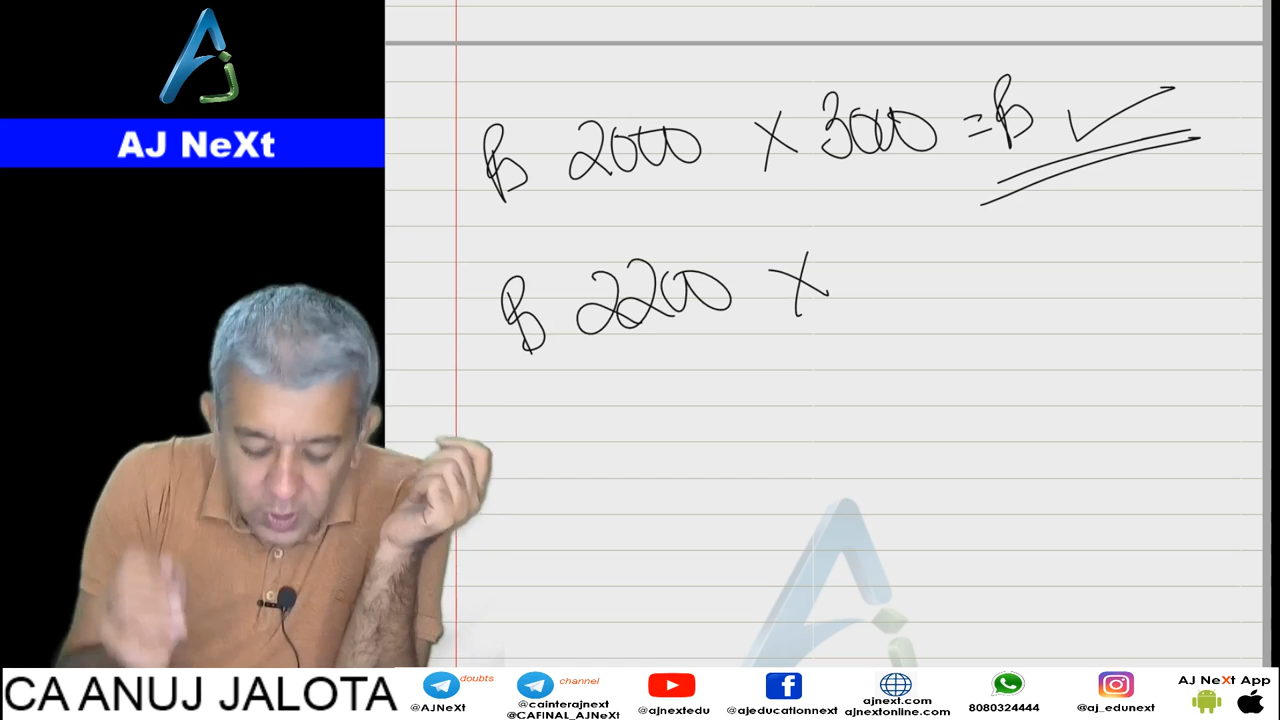 AJ NeXt
$ 2000 × 3000 = $ ✓
$ 2200 ×
CA ANUJ JALOTA
doubts
@AJNeXt
channel
@cainterajnext
@CAFINAL_AJNeXt
@ajnextedu
@ajeducationnext
ajnext.com
ajnextonline.com
8080324444
@aj_edunext
AJ NeXt App